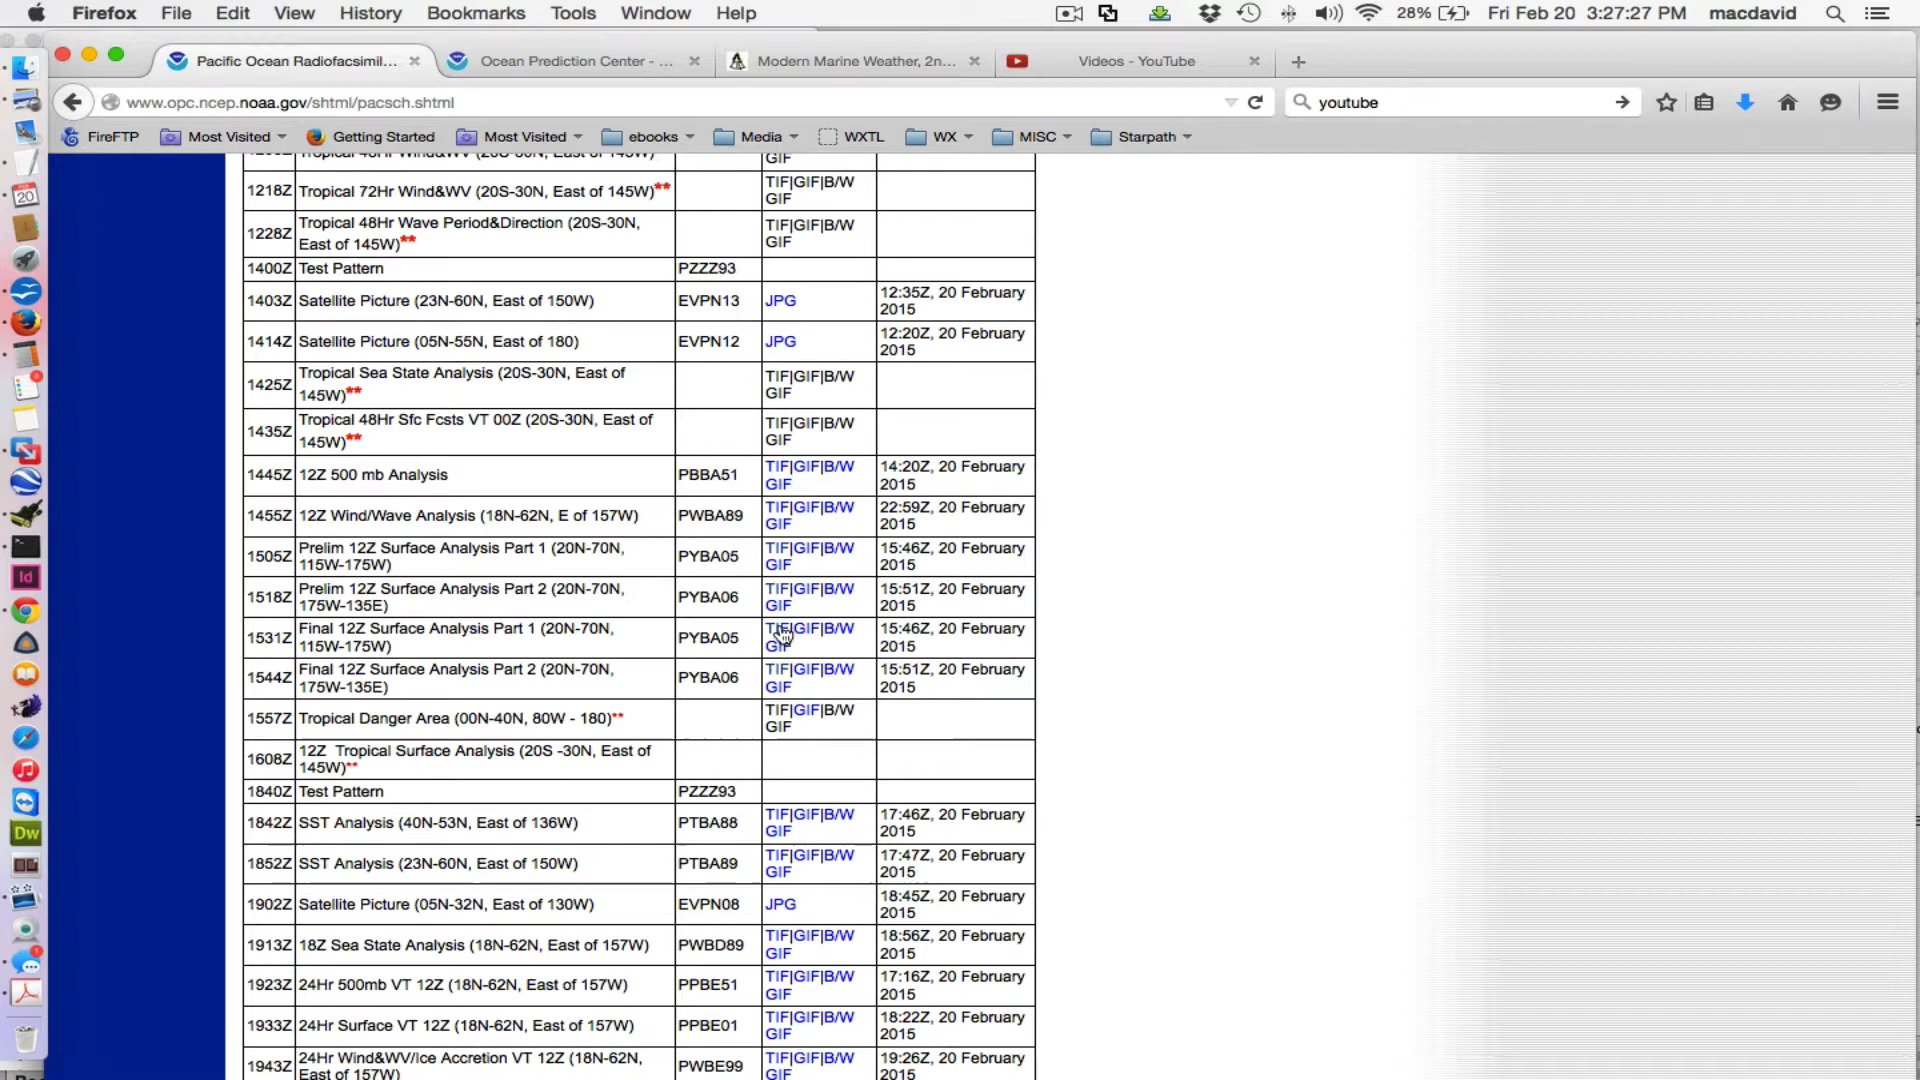 Firefox File Edit View History Bookmarks Tools Window Help 28% Fri Feb 20 3:27:27 PM macdavid
Pacific Ocean Radiofacsimil... Ocean Prediction Center - ... Modern Marine Weather, 2n... Videos - YouTube
www.opc.ncep.noaa.gov/shtml/pacsch.shtml youtube
FireFTP Most Visited Getting Started Most Visited ebooks Media WXTL WX MISC Starpath
GIF
1218Z Tropical 72Hr Wind&WV (20S-30N, East of 145W)** TIF|GIF|B/W
GIF
1228Z Tropical 48Hr Wave Period&Direction (20S-30N, TIF|GIF|B/W
East of 145W)** GIF
1400Z Test Pattern PZZZ93
1403Z Satellite Picture (23N-60N, East of 150W) EVPN13 JPG 12:35Z, 20 February
2015
1414Z Satellite Picture (05N-55N, East of 180) EVPN12 JPG 12:20Z, 20 February
2015
1425Z Tropical Sea State Analysis (20S-30N, East of TIF|GIF|B/W
145W)** GIF
1435Z Tropical 48Hr Sfc Fcsts VT 00Z (20S-30N, East of TIF|GIF|B/W
145W)** GIF
1445Z 12Z 500 mb Analysis PBBA51 TIF|GIF|B/W 14:20Z, 20 February
GIF 2015
1455Z 12Z Wind/Wave Analysis (18N-62N, E of 157W) PWBA89 TIF|GIF|B/W 22:59Z, 20 February
GIF 2015
1505Z Prelim 12Z Surface Analysis Part 1 (20N-70N, PYBA05 TIF|GIF|B/W 15:46Z, 20 February
115W-175W) GIF 2015
1518Z Prelim 12Z Surface Analysis Part 2 (20N-70N, PYBA06 TIF|GIF|B/W 15:51Z, 20 February
175W-135E) GIF 2015
1531Z Final 12Z Surface Analysis Part 1 (20N-70N, PYBA05 TIF|GIF|B/W 15:46Z, 20 February
115W-175W) GIF 2015
1544Z Final 12Z Surface Analysis Part 2 (20N-70N, PYBA06 TIF|GIF|B/W 15:51Z, 20 February
175W-135E) GIF 2015
1557Z Tropical Danger Area (00N-40N, 80W - 180)** TIF|GIF|B/W
GIF
1608Z 12Z Tropical Surface Analysis (20S -30N, East of
145W)**
1840Z Test Pattern PZZZ93
1842Z SST Analysis (40N-53N, East of 136W) PTBA88 TIF|GIF|B/W 17:46Z, 20 February
GIF 2015
1852Z SST Analysis (23N-60N, East of 150W) PTBA89 TIF|GIF|B/W 17:47Z, 20 February
GIF 2015
1902Z Satellite Picture (05N-32N, East of 130W) EVPN08 JPG 18:45Z, 20 February
2015
1913Z 18Z Sea State Analysis (18N-62N, East of 157W) PWBD89 TIF|GIF|B/W 18:56Z, 20 February
GIF 2015
1923Z 24Hr 500mb VT 12Z (18N-62N, East of 157W) PPBE51 TIF|GIF|B/W 17:16Z, 20 February
GIF 2015
1933Z 24Hr Surface VT 12Z (18N-62N, East of 157W) PPBE01 TIF|GIF|B/W 18:22Z, 20 February
GIF 2015
1943Z 24Hr Wind&WV/Ice Accretion VT 12Z (18N-62N, PWBE99 TIF|GIF|B/W 19:26Z, 20 February
East of 157W) GIF 2015
20
Id
Dw